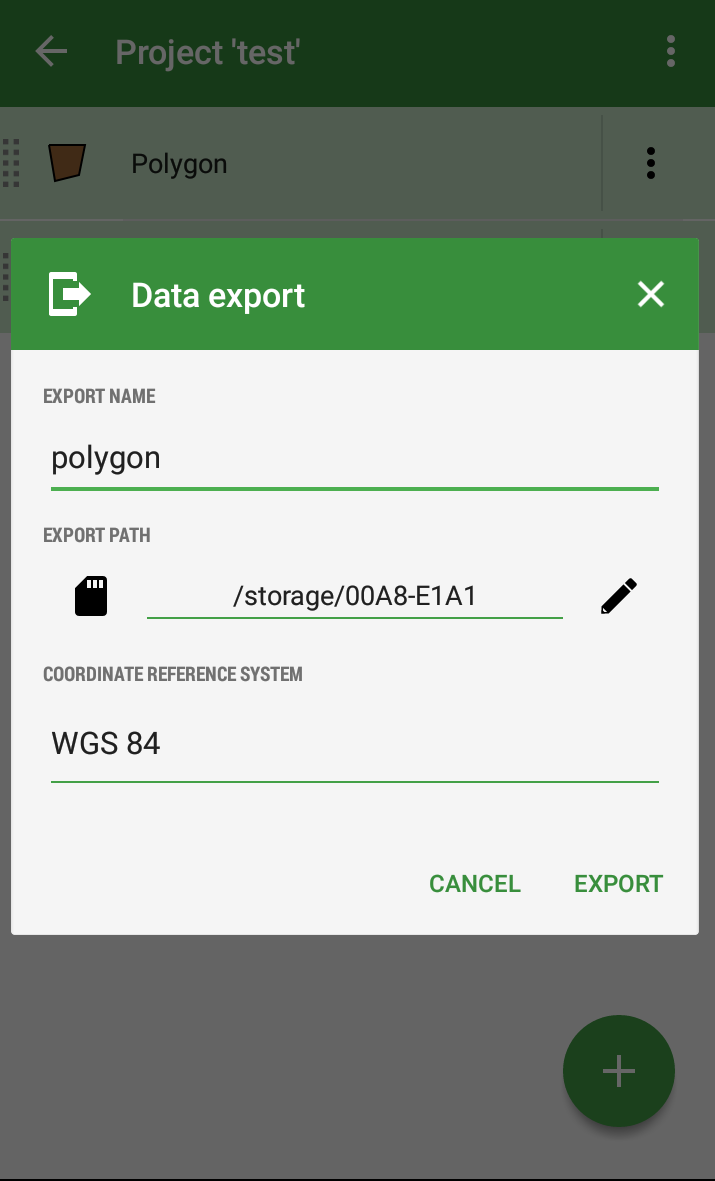 Project 'test'
Polygon
Data export
EXPORT NAME
polygon
EXPORT PATH
/storage/00A8-E1A1
COORDINATE REFERENCE SYSTEM
WGS 84
CANCEL EXPORT